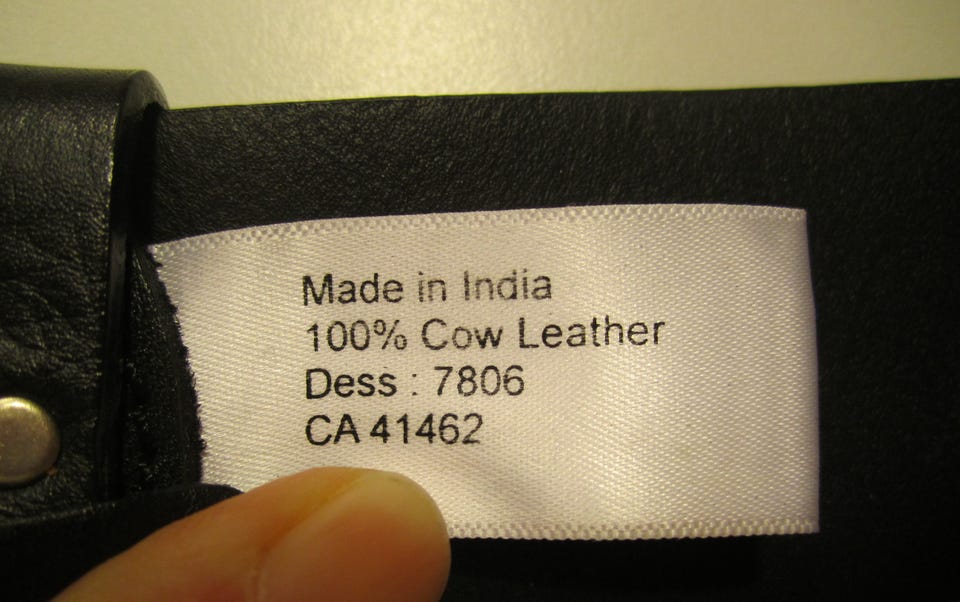 Made in India
100% Cow Leather
Dess : 7806
CA 41462